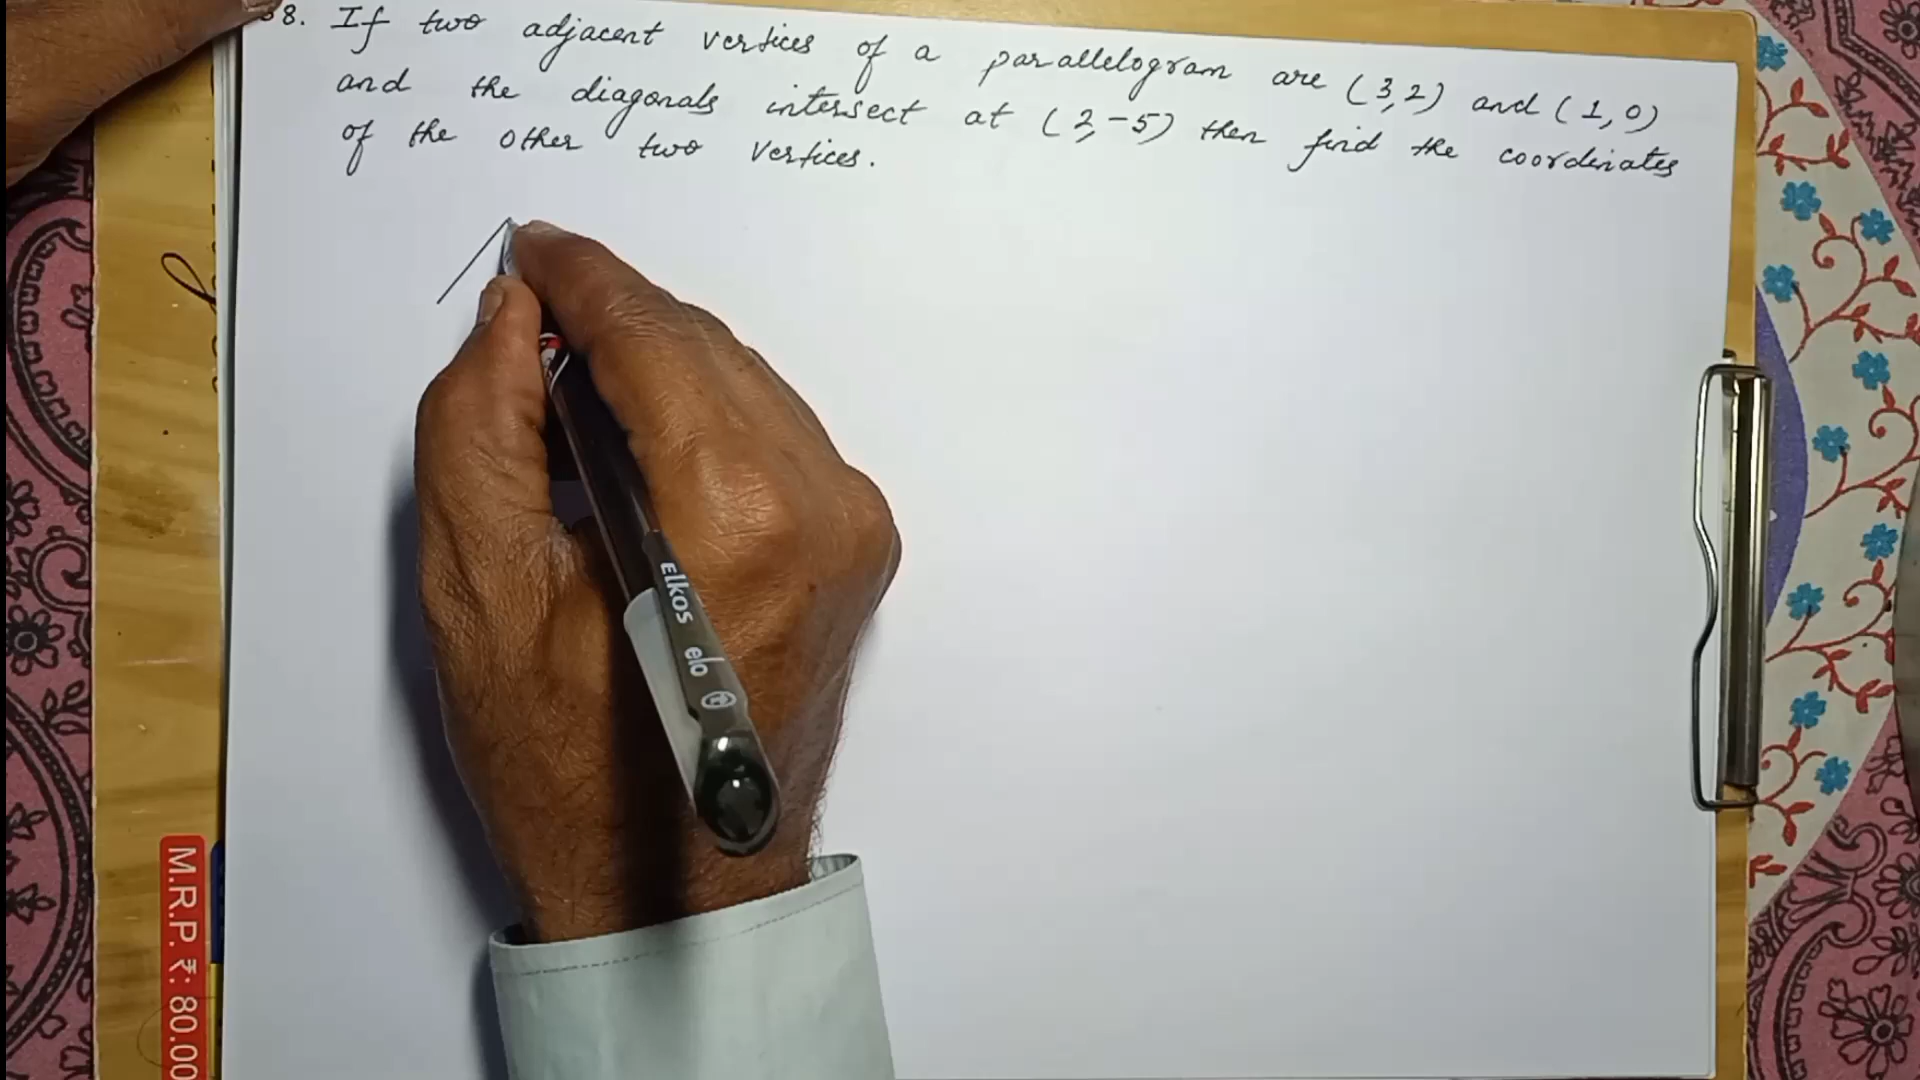 38. If two adjacent vertices of a parallelogram are (3,2) and (1,0)
and the diagonals intersect at (2,-5) then find the coordinates
of the other two vertices.
Elkos elo
M.R.P. ₹: 80.00